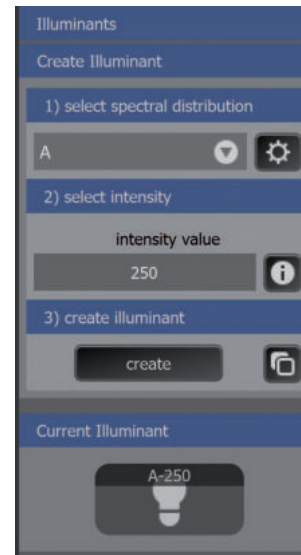 Illuminants
Create Illuminant
1) select spectral distribution
A
2) select intensity
intensity value
250
3) create illuminant
create
Current Illuminant
A-250